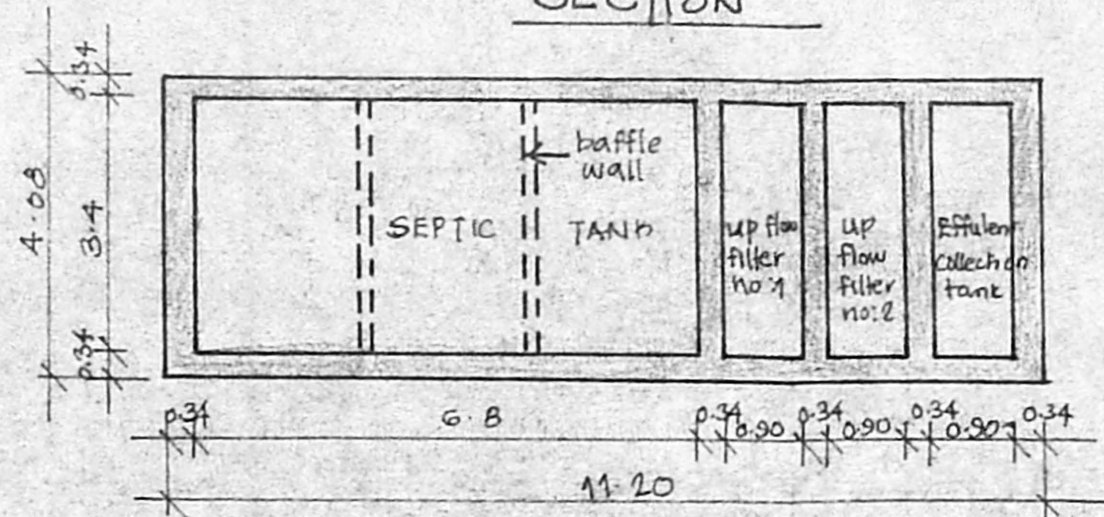 SECTION
0.34
4.08
3.4
0.34
baffle
wall
SEPTIC
TANK
up flow
filter
no:1
up
flow
filter
no:2
Effulent
collection
tank
0.34
6.8
0.34
0.90
0.34
0.90
0.34
0.90
0.34
11.20